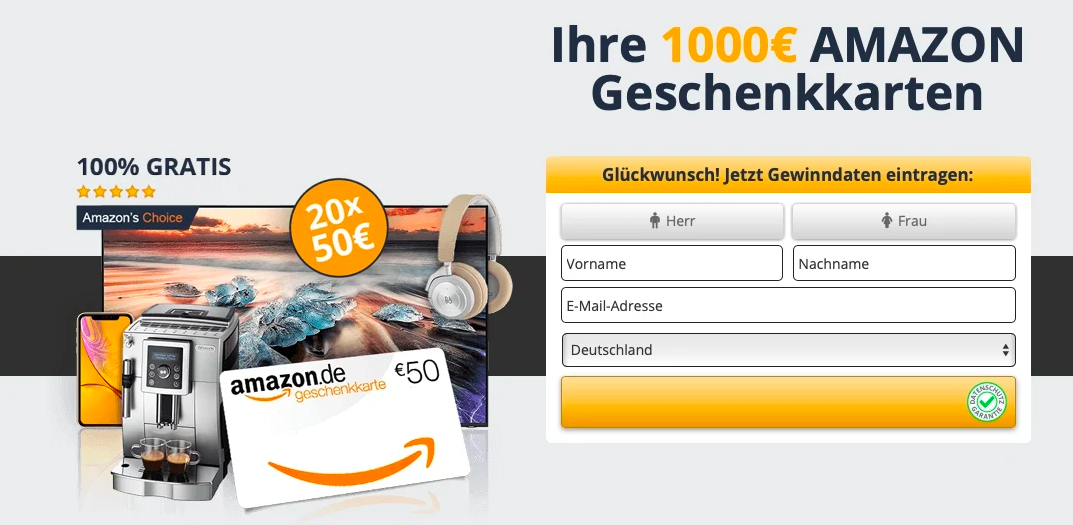 Ihre 1000€ AMAZON
Geschenkkarten
100% GRATIS
Amazon's Choice
20x
50€
amazon.de
geschenkkarte
€50
Glückwunsch! Jetzt Gewinndaten eintragen:
Herr
Frau
Vorname
Nachname
E-Mail-Adresse
Deutschland
DATENSCHUTZ
GARANTIE